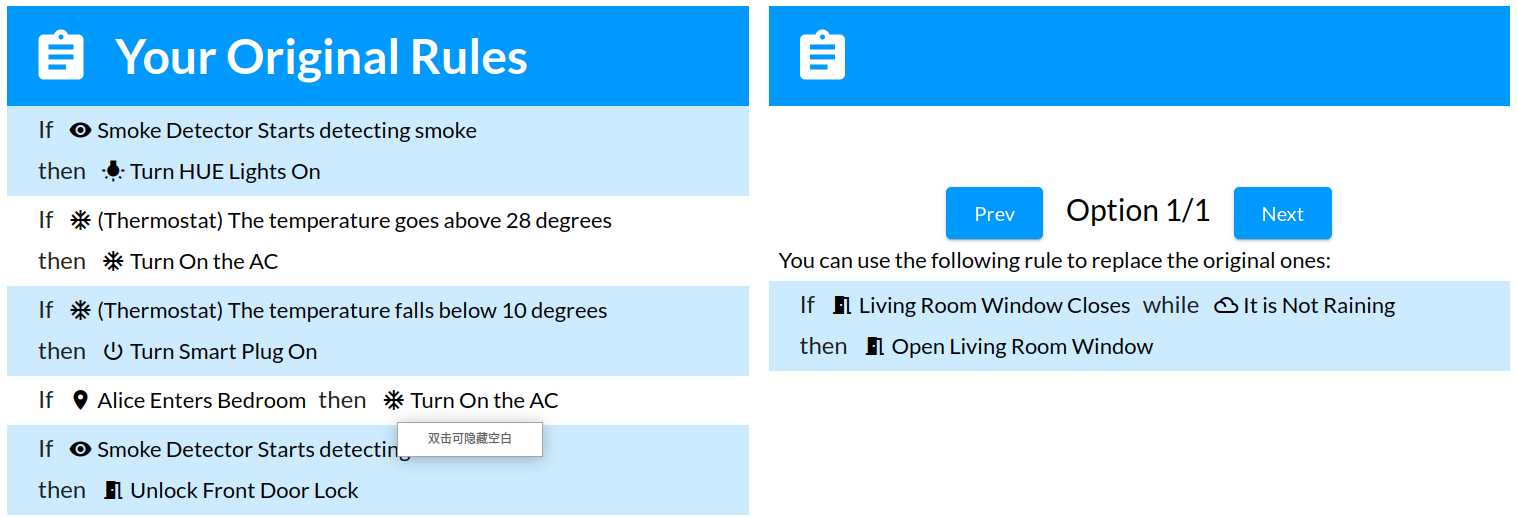 Your Original Rules
If Smoke Detector Starts detecting smoke
then Turn HUE Lights On
If (Thermostat) The temperature goes above 28 degrees
then Turn On the AC
If (Thermostat) The temperature falls below 10 degrees
then Turn Smart Plug On
If Alice Enters Bedroom then Turn On the AC
双击可隐藏空白
If Smoke Detector Starts detecting
then Unlock Front Door Lock
Prev Option 1/1 Next
You can use the following rule to replace the original ones:
If Living Room Window Closes while It is Not Raining
then Open Living Room Window